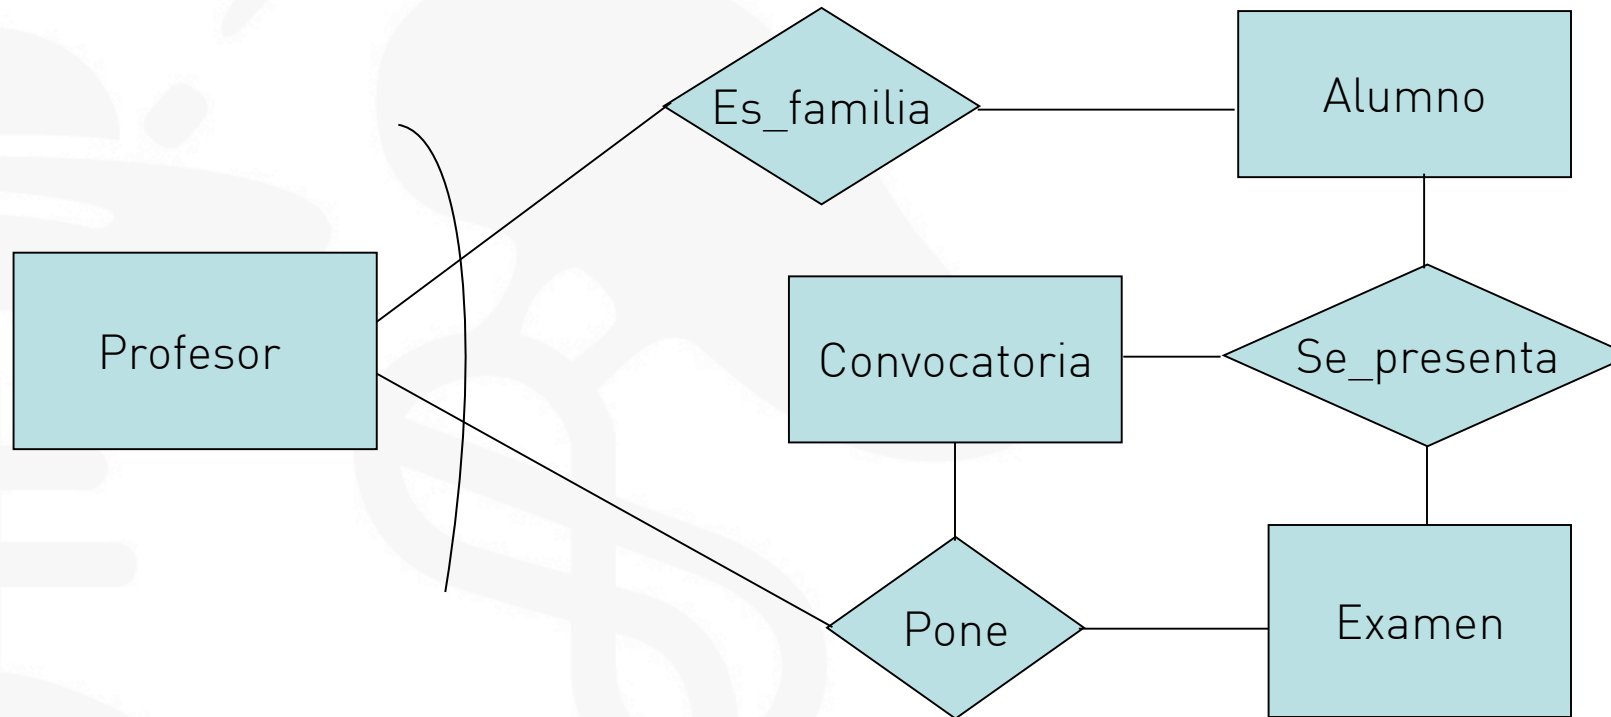 Es_familia
Alumno
Profesor
Convocatoria
Se_presenta
Pone
Examen